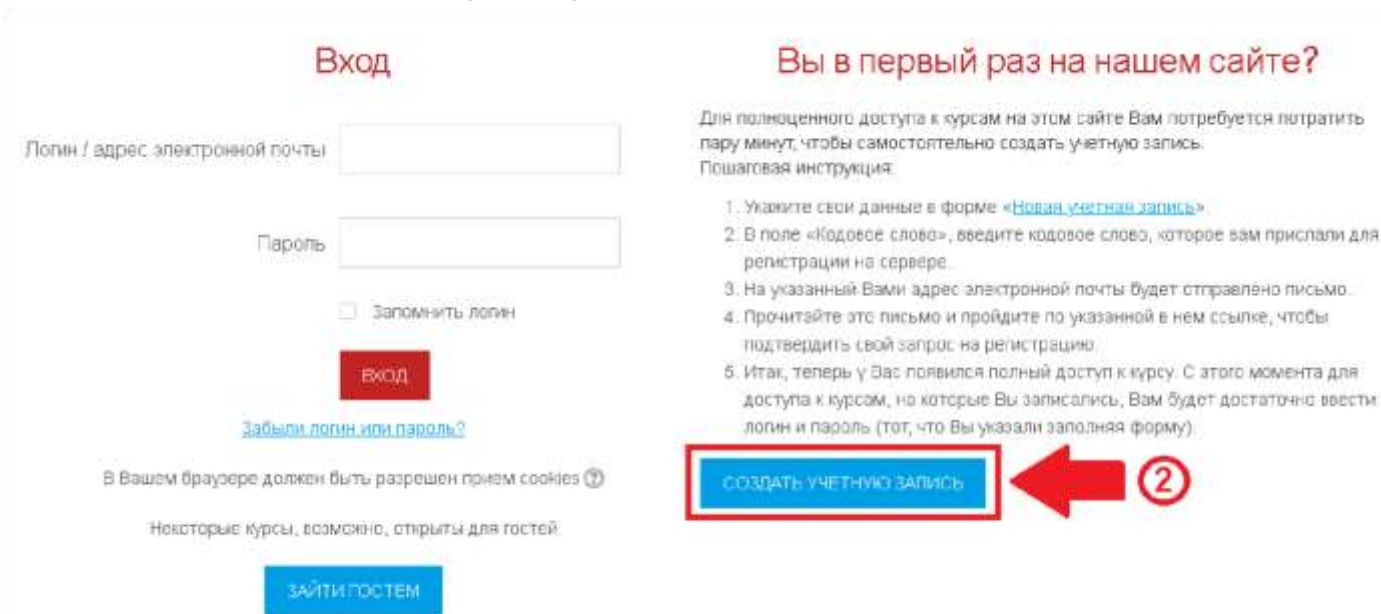 Вход
Логин / адрес электронной почты
Пароль
Запомнить логин
ВХОД
Забыли логин или пароль?
В Вашем браузере должен быть разрешен прием cookies
Некоторые курсы, возможно, открыты для гостей
ЗАЙТИ ГОСТЕМ
Вы в первый раз на нашем сайте?
Для полноценного доступа к курсам на этом сайте Вам потребуется потратить
пару минут, чтобы самостоятельно создать учетную запись.
Пошаговая инструкция:
1. Укажите свои данные в форме «Новая учетная запись».
2. В поле «Кодовое слово», введите кодовое слово, которое вам прислали для
регистрации на сервере.
3. На указанный Вами адрес электронной почты будет отправлено письмо.
4. Прочитайте это письмо и пройдите по указанной в нем ссылке, чтобы
подтвердить свой запрос на регистрацию.
5. Итак, теперь у Вас появился полный доступ к курсу. С этого момента для
доступа к курсам, на которые Вы записались, Вам будет достаточно ввести
логин и пароль (тот, что Вы указали заполняя форму).
СОЗДАТЬ УЧЕТНУЮ ЗАПИСЬ
2